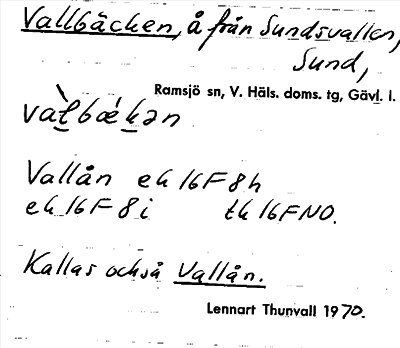 Vallbäcken, å från Sundsvallen,
Sund,
Ramsjö sn, V. Häls. doms. tg, Gävl. l.
Vallån ek 16F 8h
ek 16F 8i tk 16F NO.
Kallas också Vallån.
Lennart Thunvall 1970.